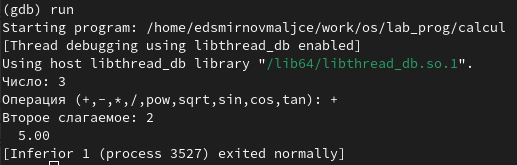 (gdb) run
Starting program: /home/edsmirnovmaljce/work/os/lab_prog/calcul
[Thread debugging using libthread_db enabled]
Using host libthread_db library "/lib64/libthread_db.so.1".
Число: 3
Операция (+,-,*,/,pow,sqrt,sin,cos,tan): +
Второе слагаемое: 2
  5.00
[Inferior 1 (process 3527) exited normally]